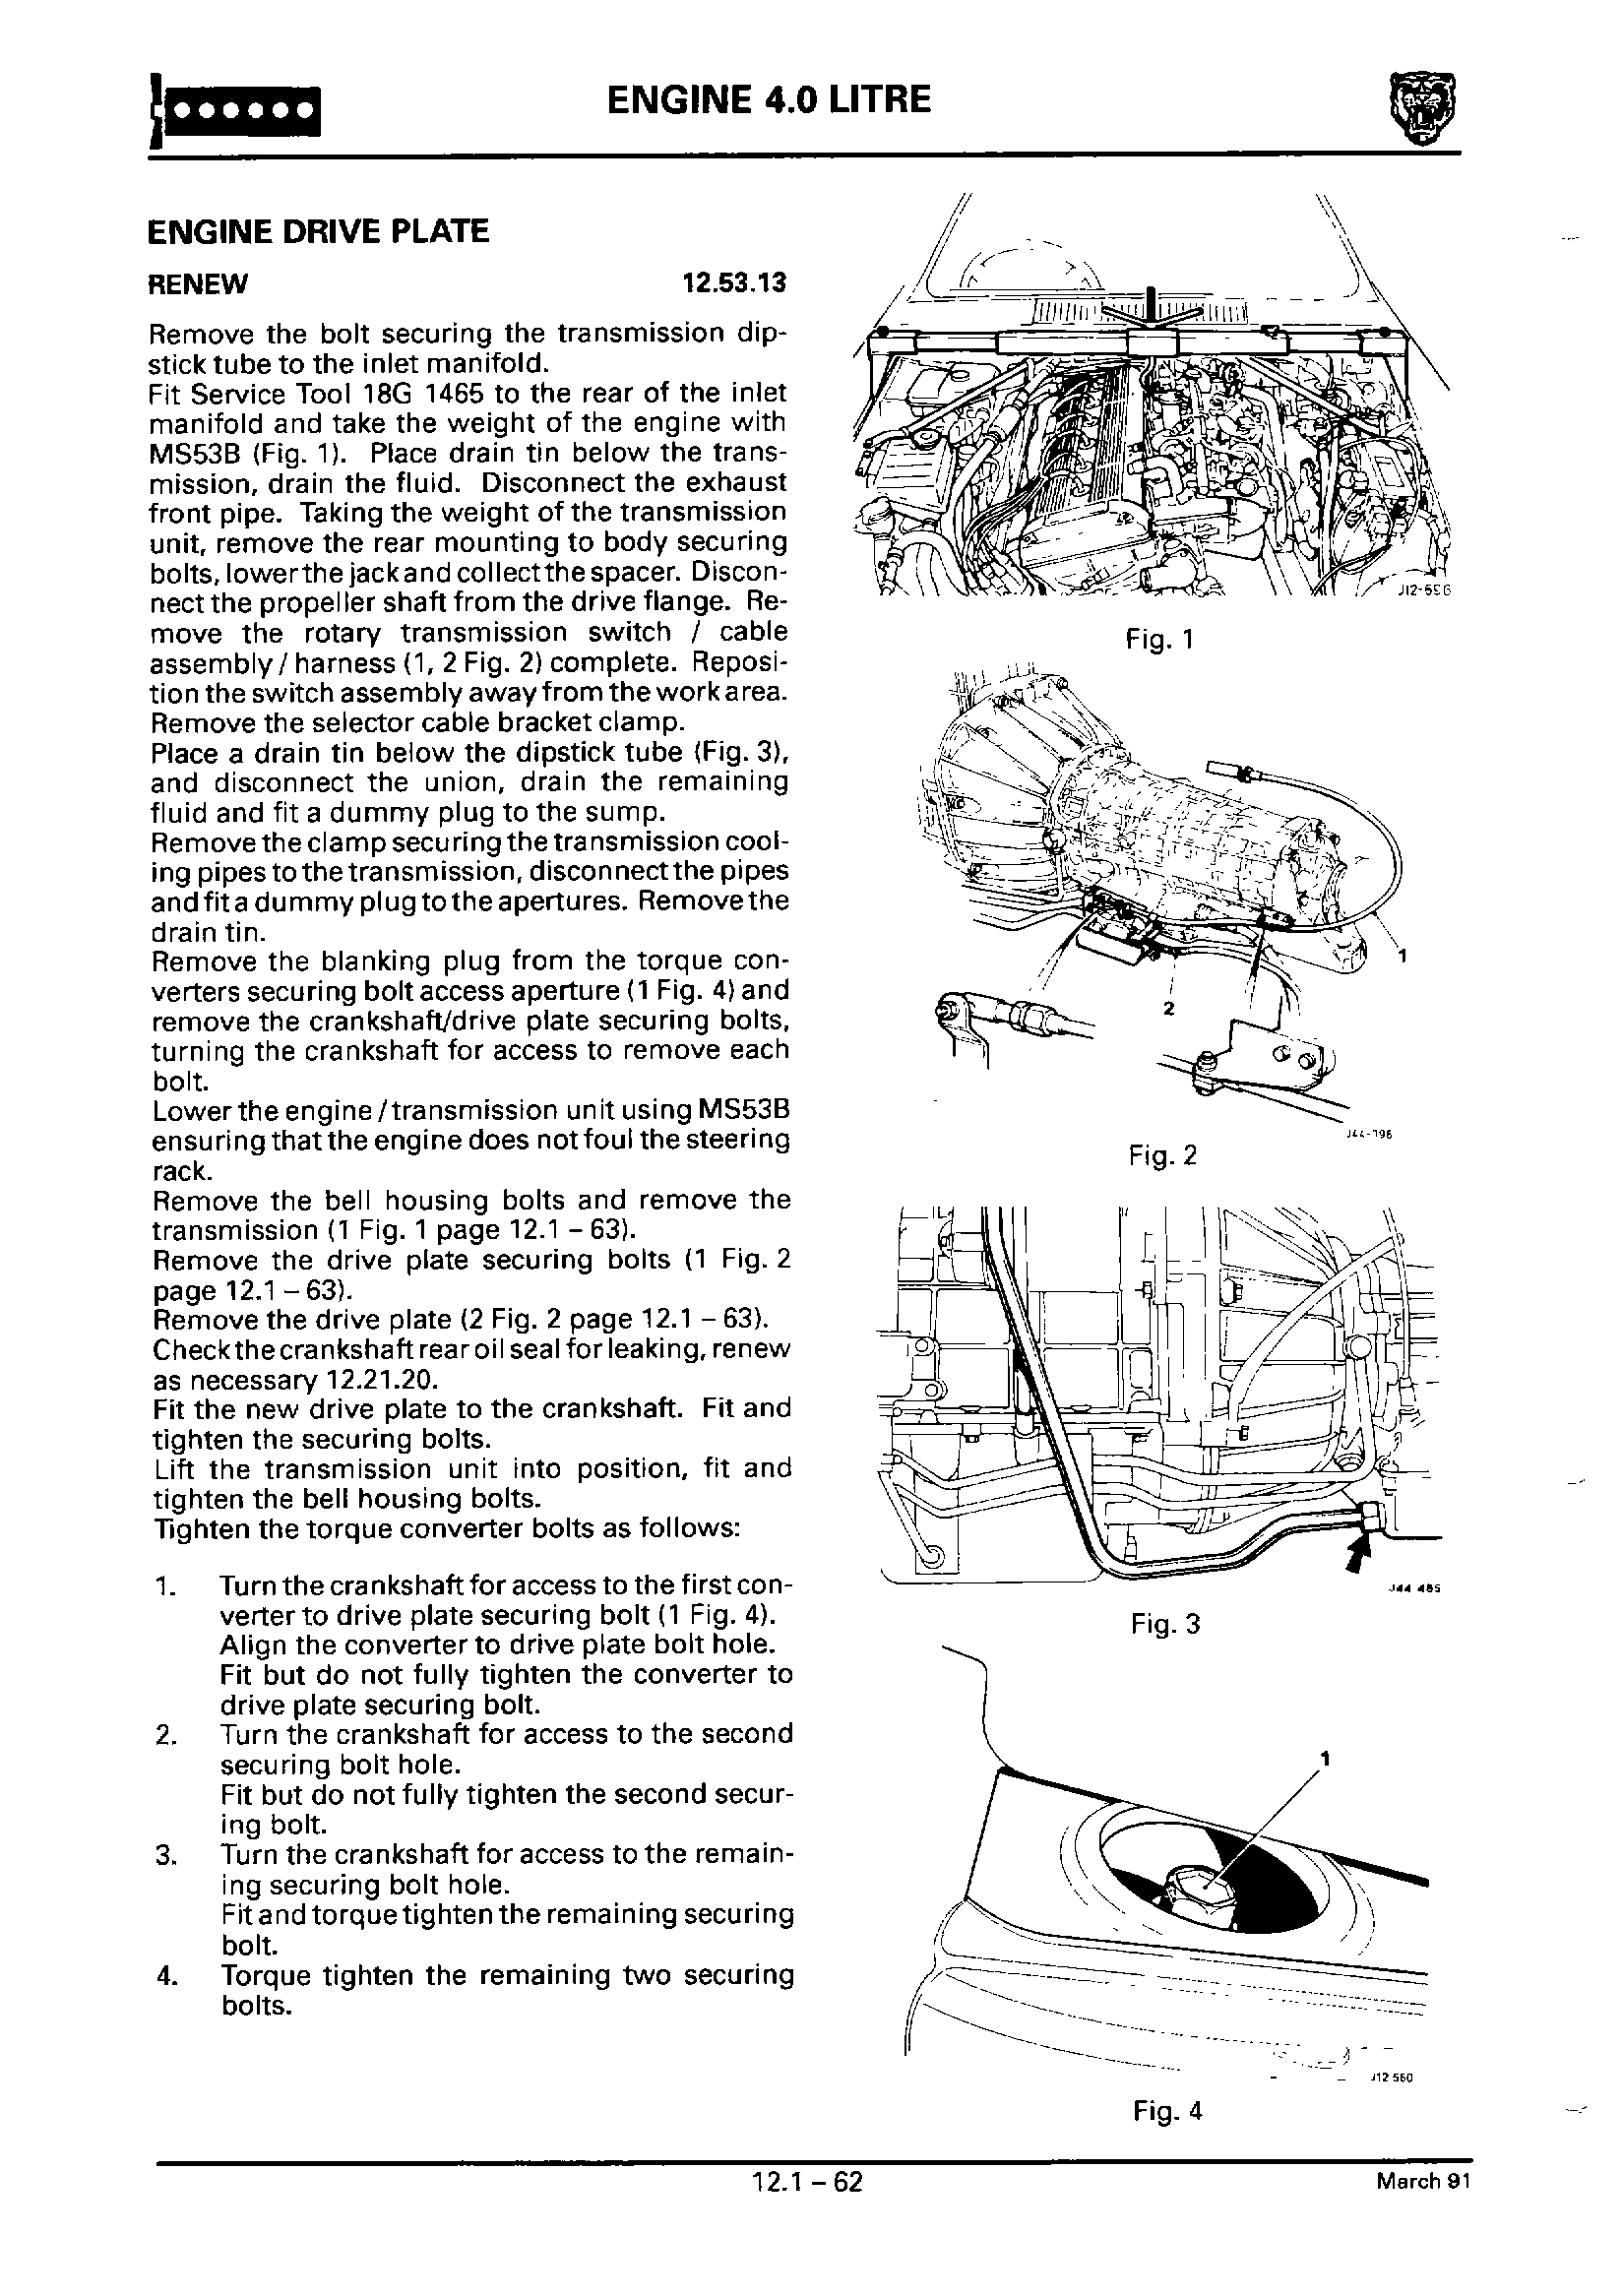 ENGINE 4.0 LITRE
ENGINE DRIVE PLATE
RENEW 12.53.13
Remove the bolt securing the transmission dip-
stick tube to the inlet manifold.
Fit Service Tool 18G 1465 to the rear of the inlet
manifold and take the weight of the engine with
MS53B (Fig. 1). Place drain tin below the trans-
mission, drain the fluid. Disconnect the exhaust
front pipe. Taking the weight of the transmission
unit, remove the rear mounting to body securing
bolts, lower the jack and collect the spacer. Discon-
nect the propeller shaft from the drive flange. Re-
move the rotary transmission switch / cable
assembly / harness (1, 2 Fig. 2) complete. Reposi-
tion the switch assembly away from the work area.
Remove the selector cable bracket clamp.
Place a drain tin below the dipstick tube (Fig. 3),
and disconnect the union, drain the remaining
fluid and fit a dummy plug to the sump.
Remove the clamp securing the transmission cool-
ing pipes to the transmission, disconnect the pipes
and fit a dummy plug to the apertures. Remove the
drain tin.
Remove the blanking plug from the torque con-
verters securing bolt access aperture (1 Fig. 4) and
remove the crankshaft/drive plate securing bolts,
turning the crankshaft for access to remove each
bolt.
Lower the engine / transmission unit using MS53B
ensuring that the engine does not foul the steering
rack.
Remove the bell housing bolts and remove the
transmission (1 Fig. 1 page 12.1 – 63).
Remove the drive plate securing bolts (1 Fig. 2
page 12.1 – 63).
Remove the drive plate (2 Fig. 2 page 12.1 – 63).
Check the crankshaft rear oil seal for leaking, renew
as necessary 12.21.20.
Fit the new drive plate to the crankshaft. Fit and
tighten the securing bolts.
Lift the transmission unit into position, fit and
tighten the bell housing bolts.
Tighten the torque converter bolts as follows:
1. Turn the crankshaft for access to the first con-
verter to drive plate securing bolt (1 Fig. 4).
Align the converter to drive plate bolt hole.
Fit but do not fully tighten the converter to
drive plate securing bolt.
2. Turn the crankshaft for access to the second
securing bolt hole.
Fit but do not fully tighten the second secur-
ing bolt.
3. Turn the crankshaft for access to the remain-
ing securing bolt hole.
Fit and torque tighten the remaining securing
bolt.
4. Torque tighten the remaining two securing
bolts.
Fig. 1
1
2
J44-196
Fig. 2
J44 485
Fig. 3
1
J12 560
Fig. 4
12.1 – 62
March 91